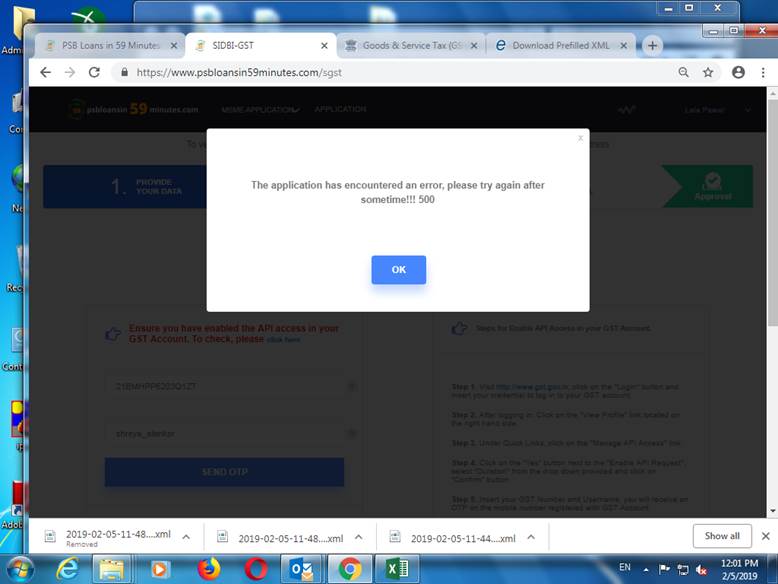 PSB Loans in 59 Minutes
SIDBI-GST
Goods & Service Tax (GS
Download Prefilled XML
https://www.psbloansin59minutes.com/sgst
psbloansin 59 minutes.com
MSME APPLICATION
APPLICATION
To ve
ness
1. PROVIDE
YOUR DATA
Approval
x
The application has encountered an error, please try again after
sometime!!! 500
OK
Ensure you have enabled the API access in your
GST Account. To check, please click here
SEND OTP
Steps for Enable API Access in your GST Account.
Step 1. Visit http://www.gst.gov.in, click on the "Login" button and
insert your credential to log in to your GST account.
Step 2. After logging in. Click on the "View Profile" link located on
the right hand side.
Step 3. Under Quick Links, click on the "Manage API Access" link.
Step 4. Click on the "Yes" button next to the "Enable API Request",
select "Duration" from the drop down provided and click on
"Confirm" button
Step 5. Insert your GST Number and Username, you will receive an
OTP on the mobile number registered with GST Account.
Admi
Con
Ne
Recy
Cont
Adob
2019-02-05-11-48....xml
Removed
2019-02-05-11-48....xml
2019-02-05-11-44....xml
Show all
EN
12:01 PM
2/5/2019